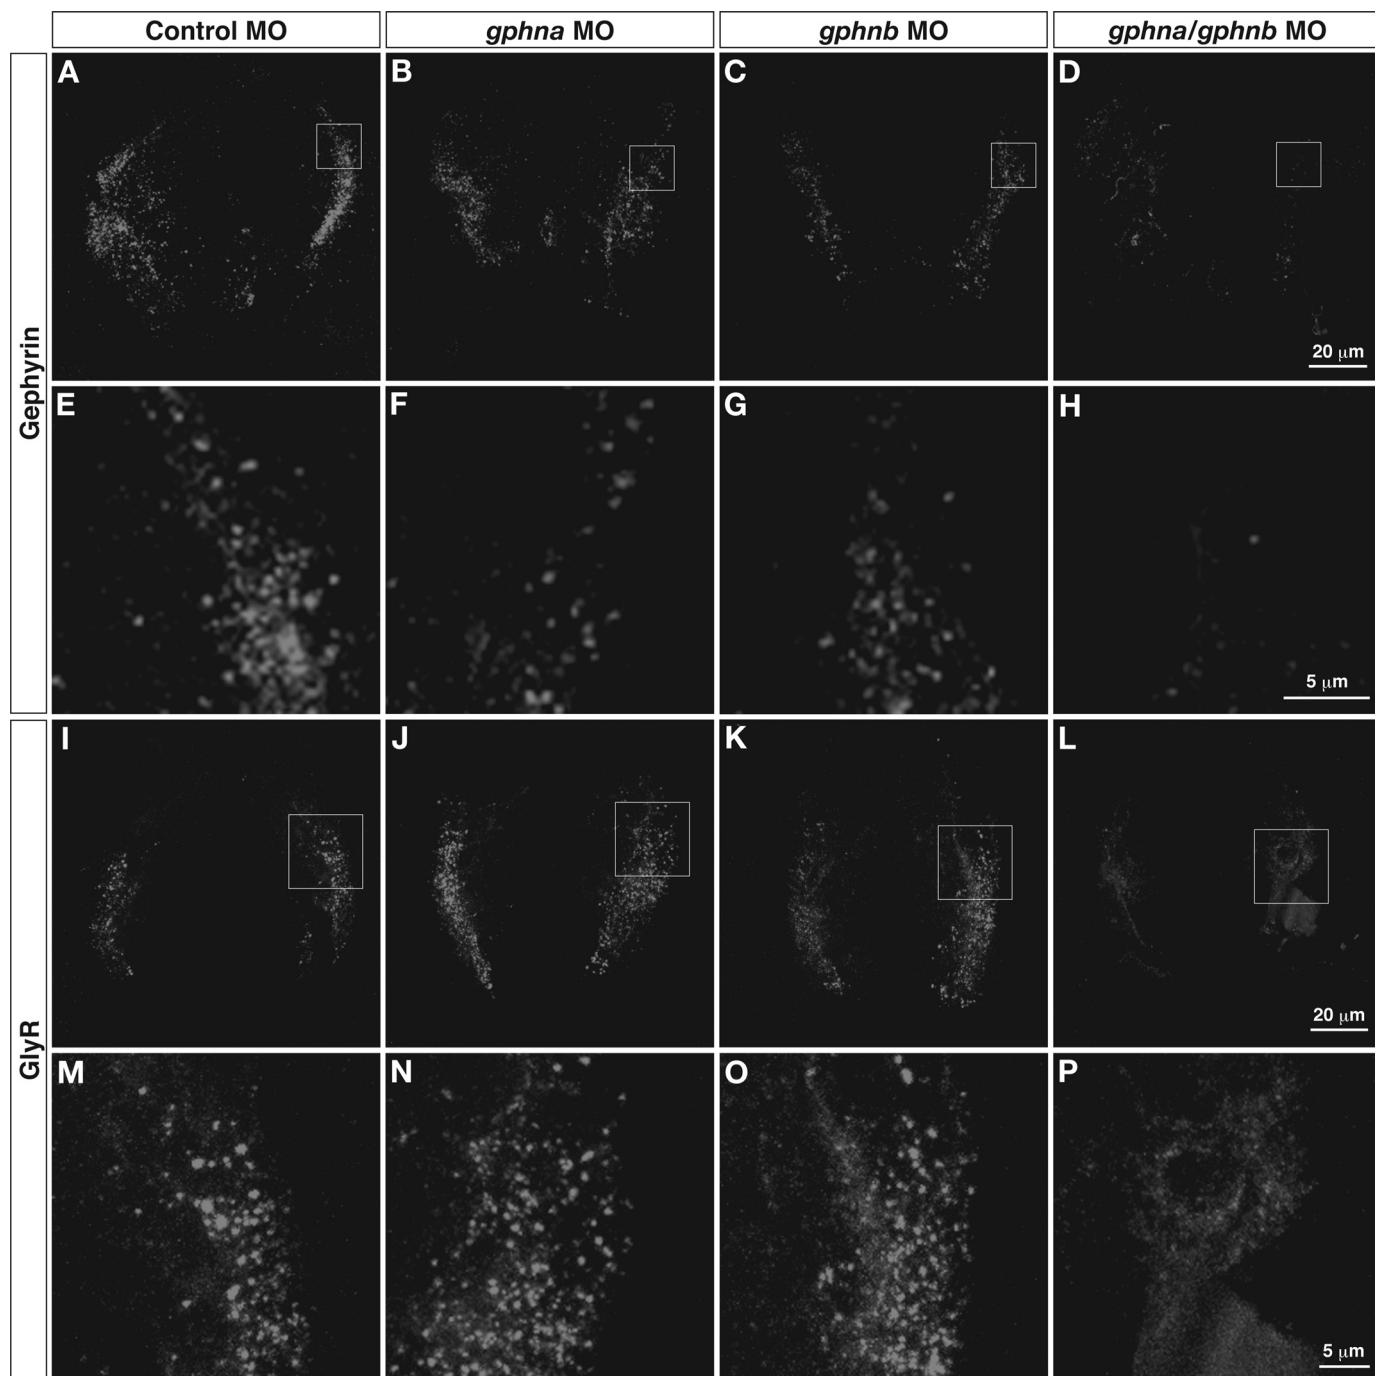 Control MO
gphna MO
gphnb MO
gphna/gphnb MO
Gephyrin
A
B
C
D
20 μm
E
F
G
H
5 μm
GlyR
I
J
K
L
20 μm
M
N
O
P
5 μm